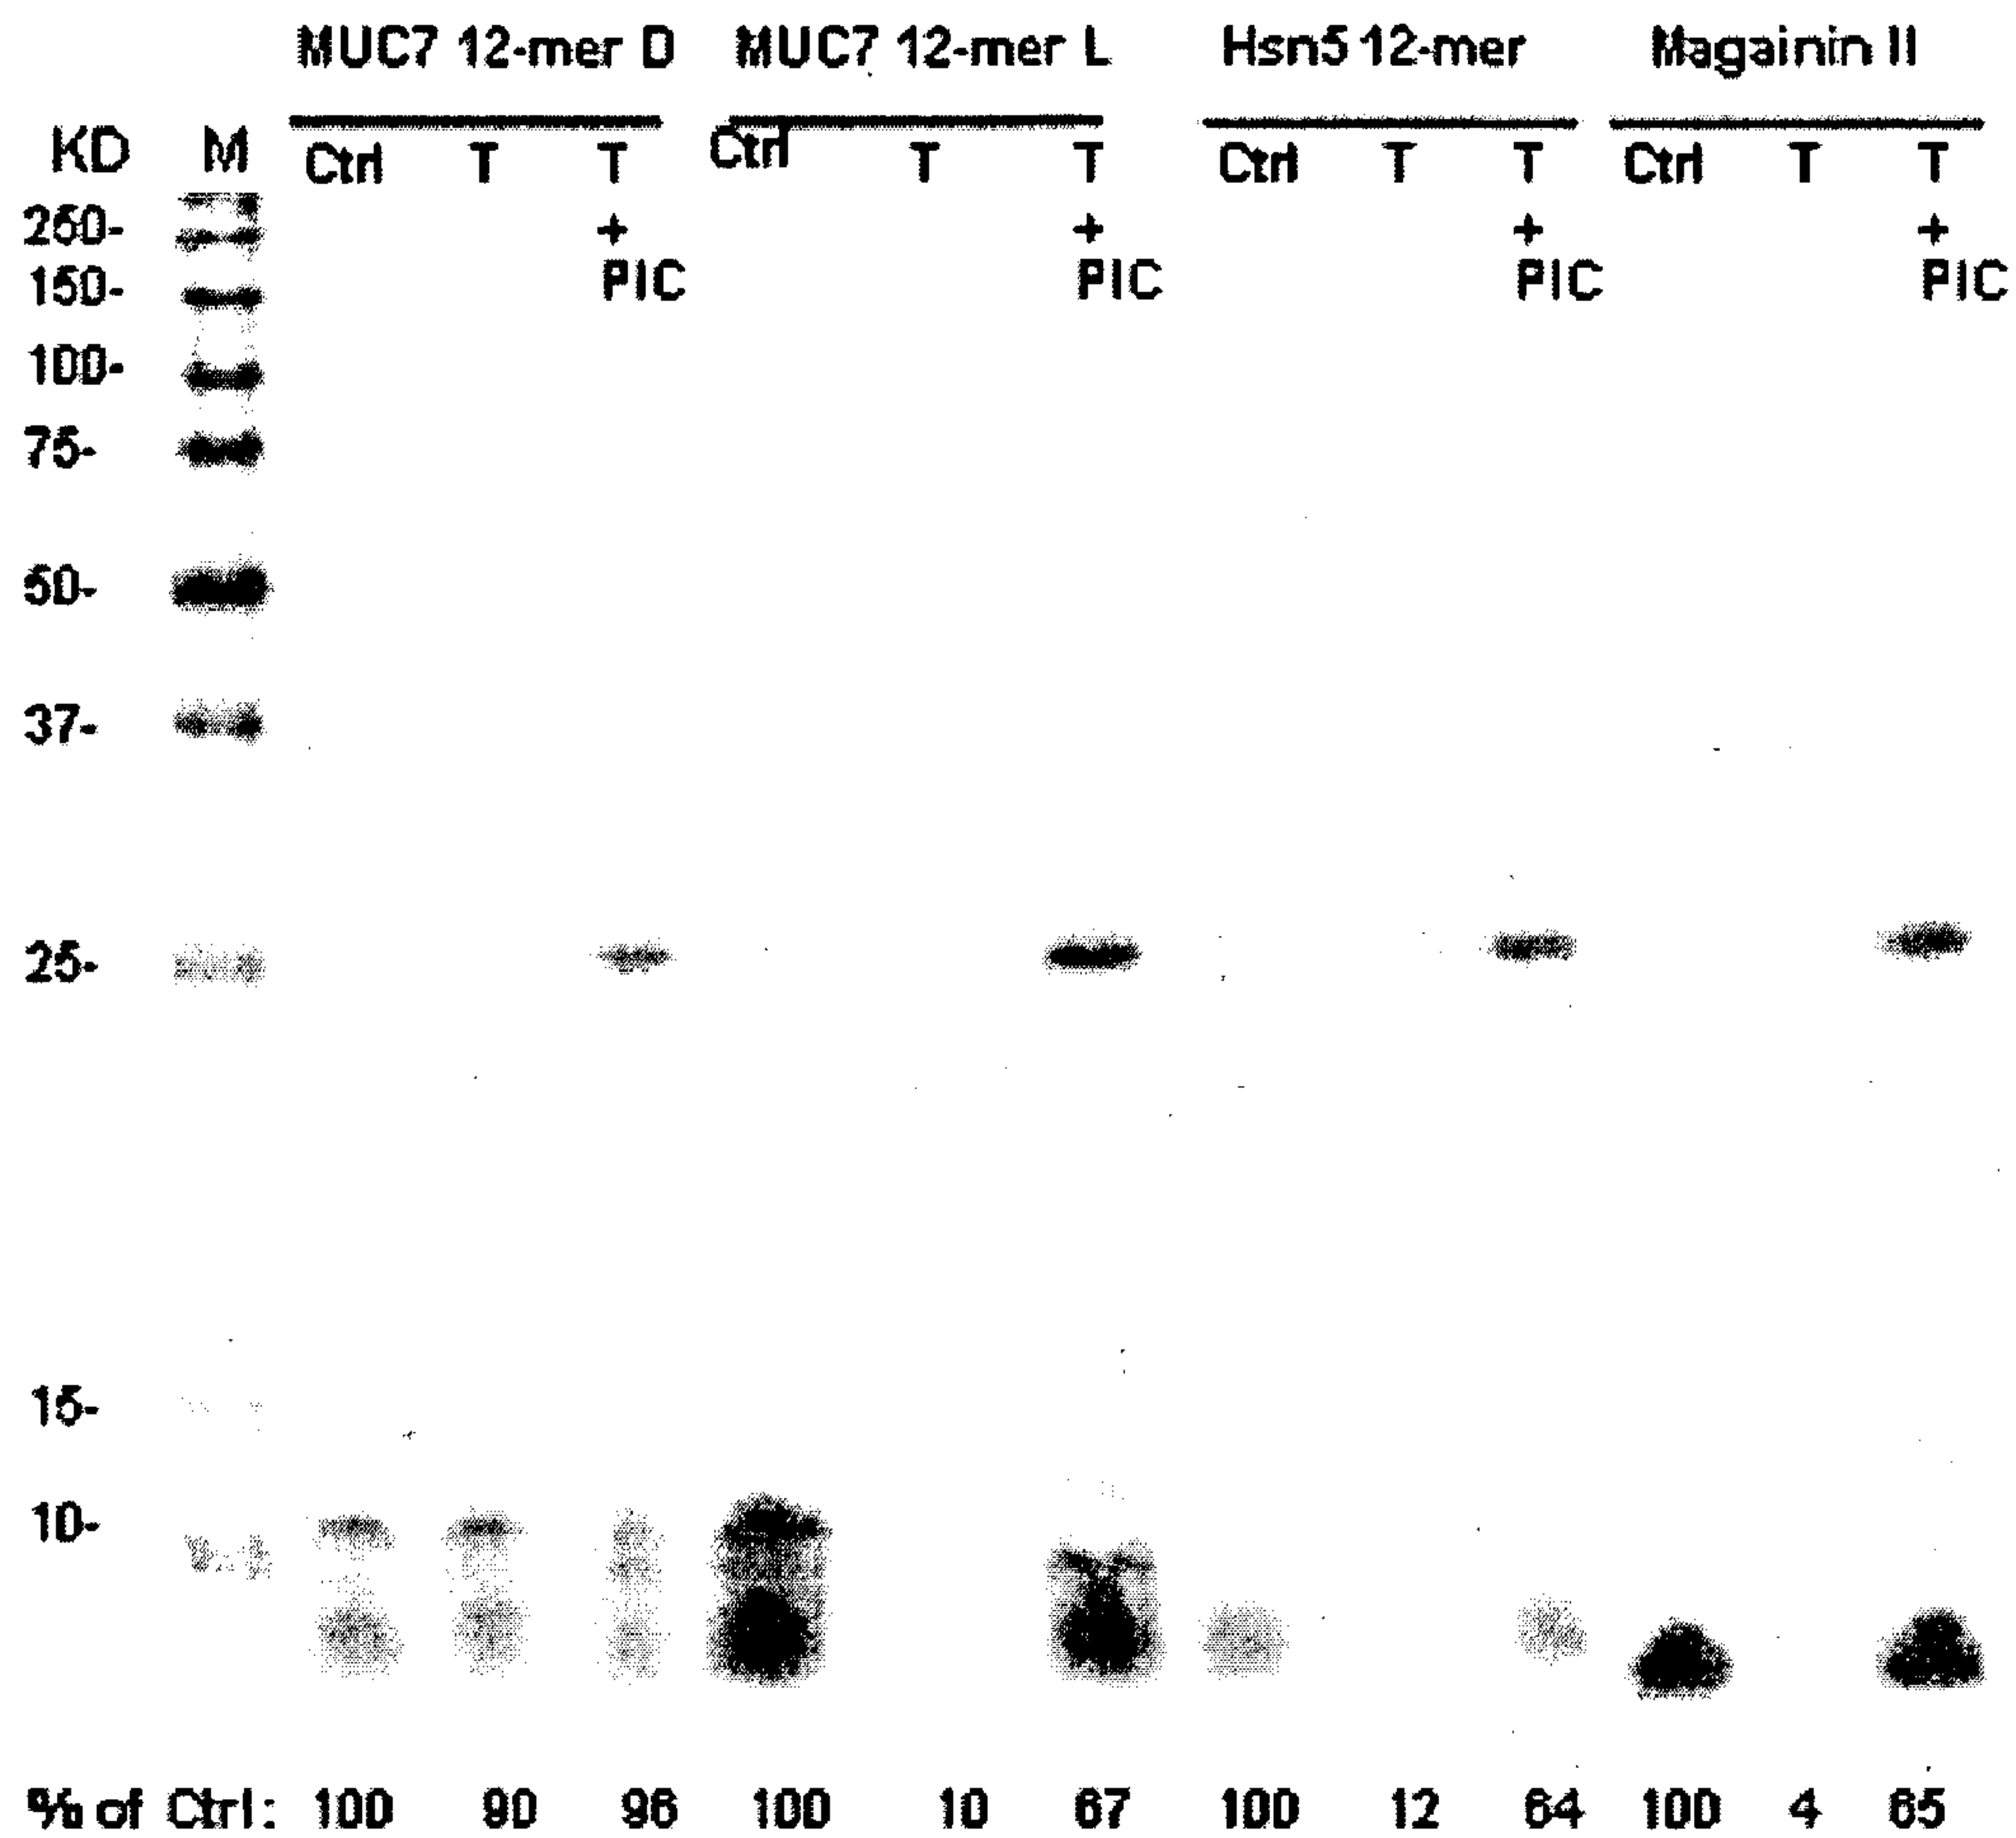 MUC7 12-mer D MUC7 12-mer L Hsn5 12-mer Magainin II
KD M Ctrl T T Ctrl T T Ctrl T T Ctrl T T
250- + + + +
150- PIC PIC PIC PIC
100-
75-
50-
37-
25-
15-
10-
% of Ctrl: 100 90 96 100 10 67 100 12 64 100 4 65